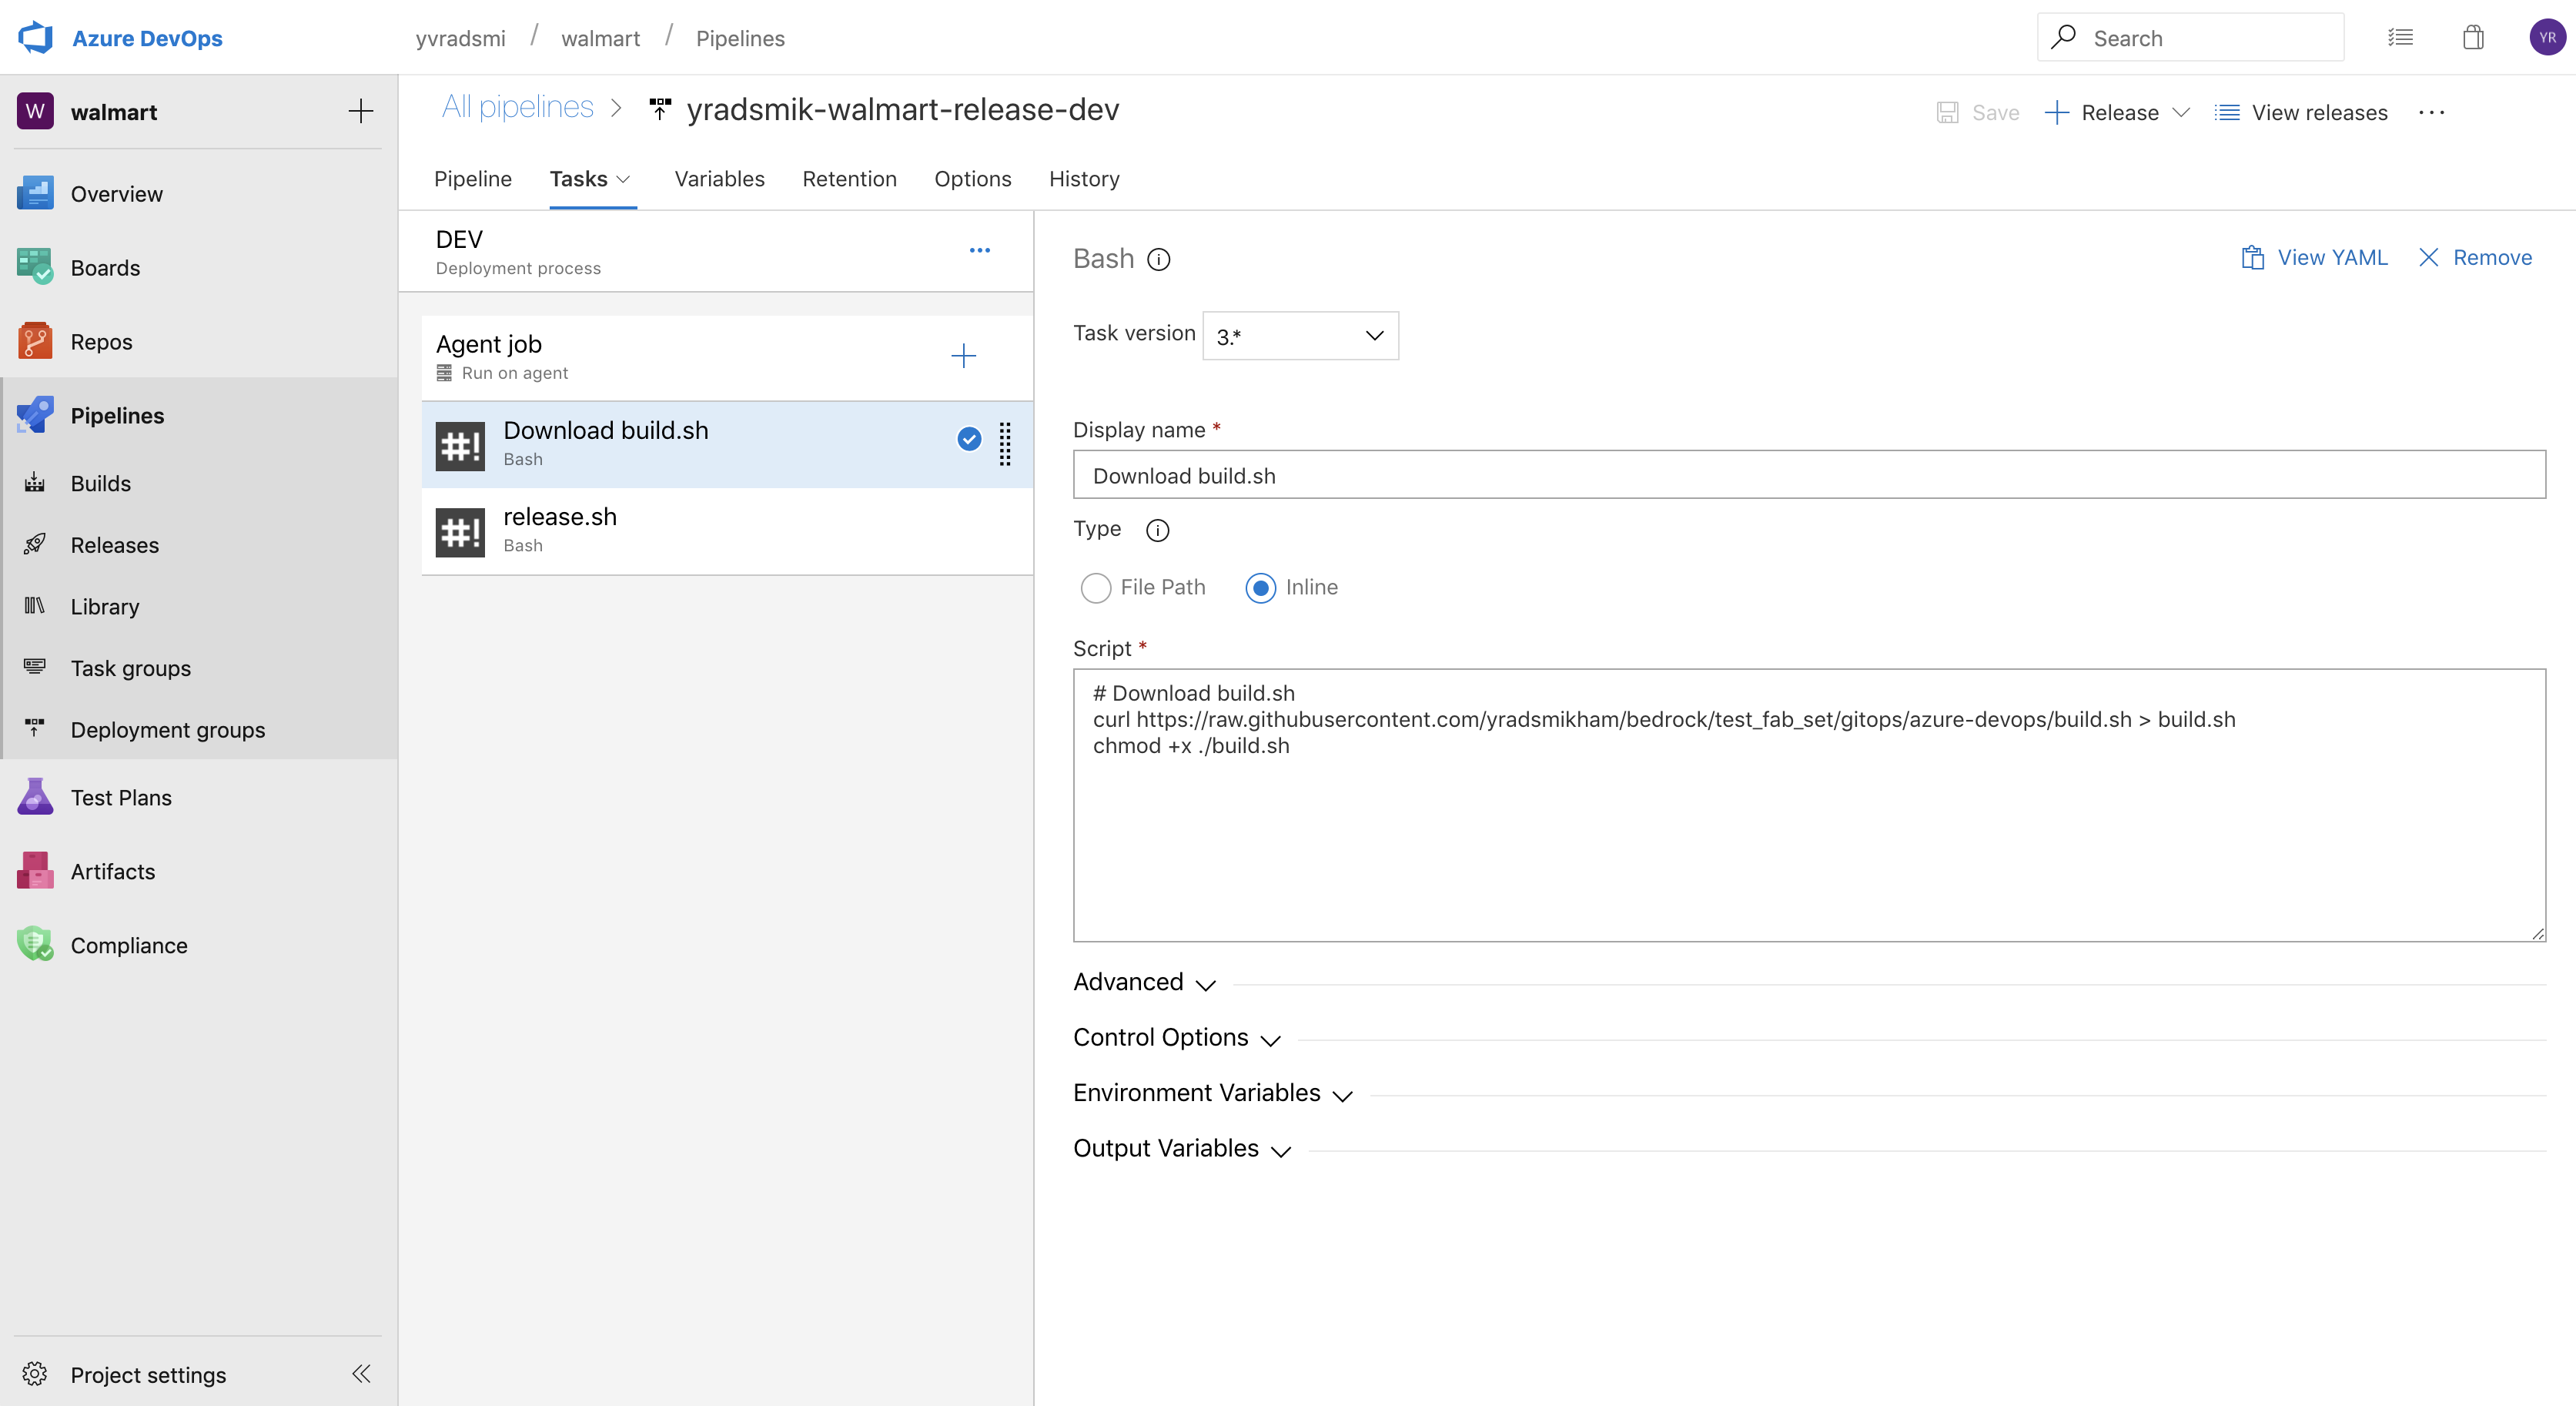 Azure DevOps
yvradsmi / walmart / Pipelines
Search
YR
W walmart
Overview
Boards
Repos
Pipelines
Builds
Releases
Library
Task groups
Deployment groups
Test Plans
Artifacts
Compliance
Project settings
All pipelines > yradsmik-walmart-release-dev
Save
Release
View releases
Pipeline
Tasks
Variables
Retention
Options
History
DEV
Deployment process
Agent job
Run on agent
#! Download build.sh
Bash
#! release.sh
Bash
Bash
View YAML
Remove
Task version 3.*
Display name *
Download build.sh
Type
File Path
Inline
Script *
# Download build.sh
curl https://raw.githubusercontent.com/yradsmikham/bedrock/test_fab_set/gitops/azure-devops/build.sh > build.sh
chmod +x ./build.sh
Advanced
Control Options
Environment Variables
Output Variables